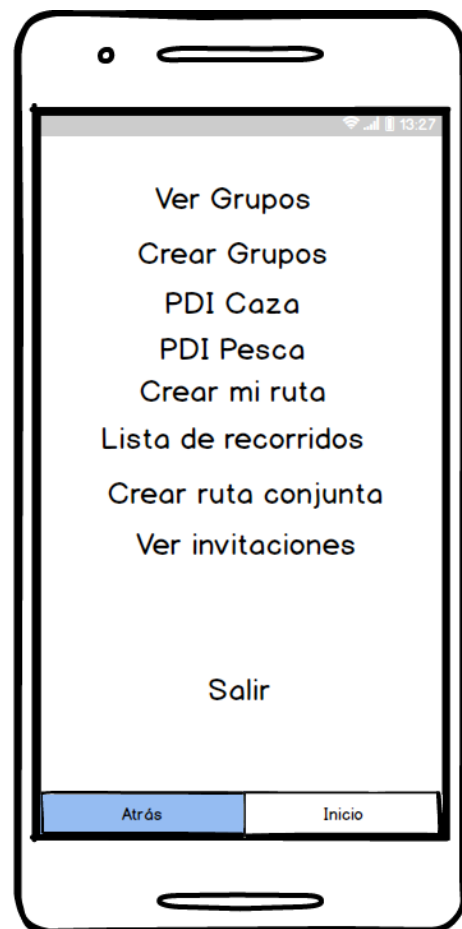 13:27
Ver Grupos
Crear Grupos
PDI Caza
PDI Pesca
Crear mi ruta
Lista de recorridos
Crear ruta conjunta
Ver invitaciones
Salir
Atrás
Inicio